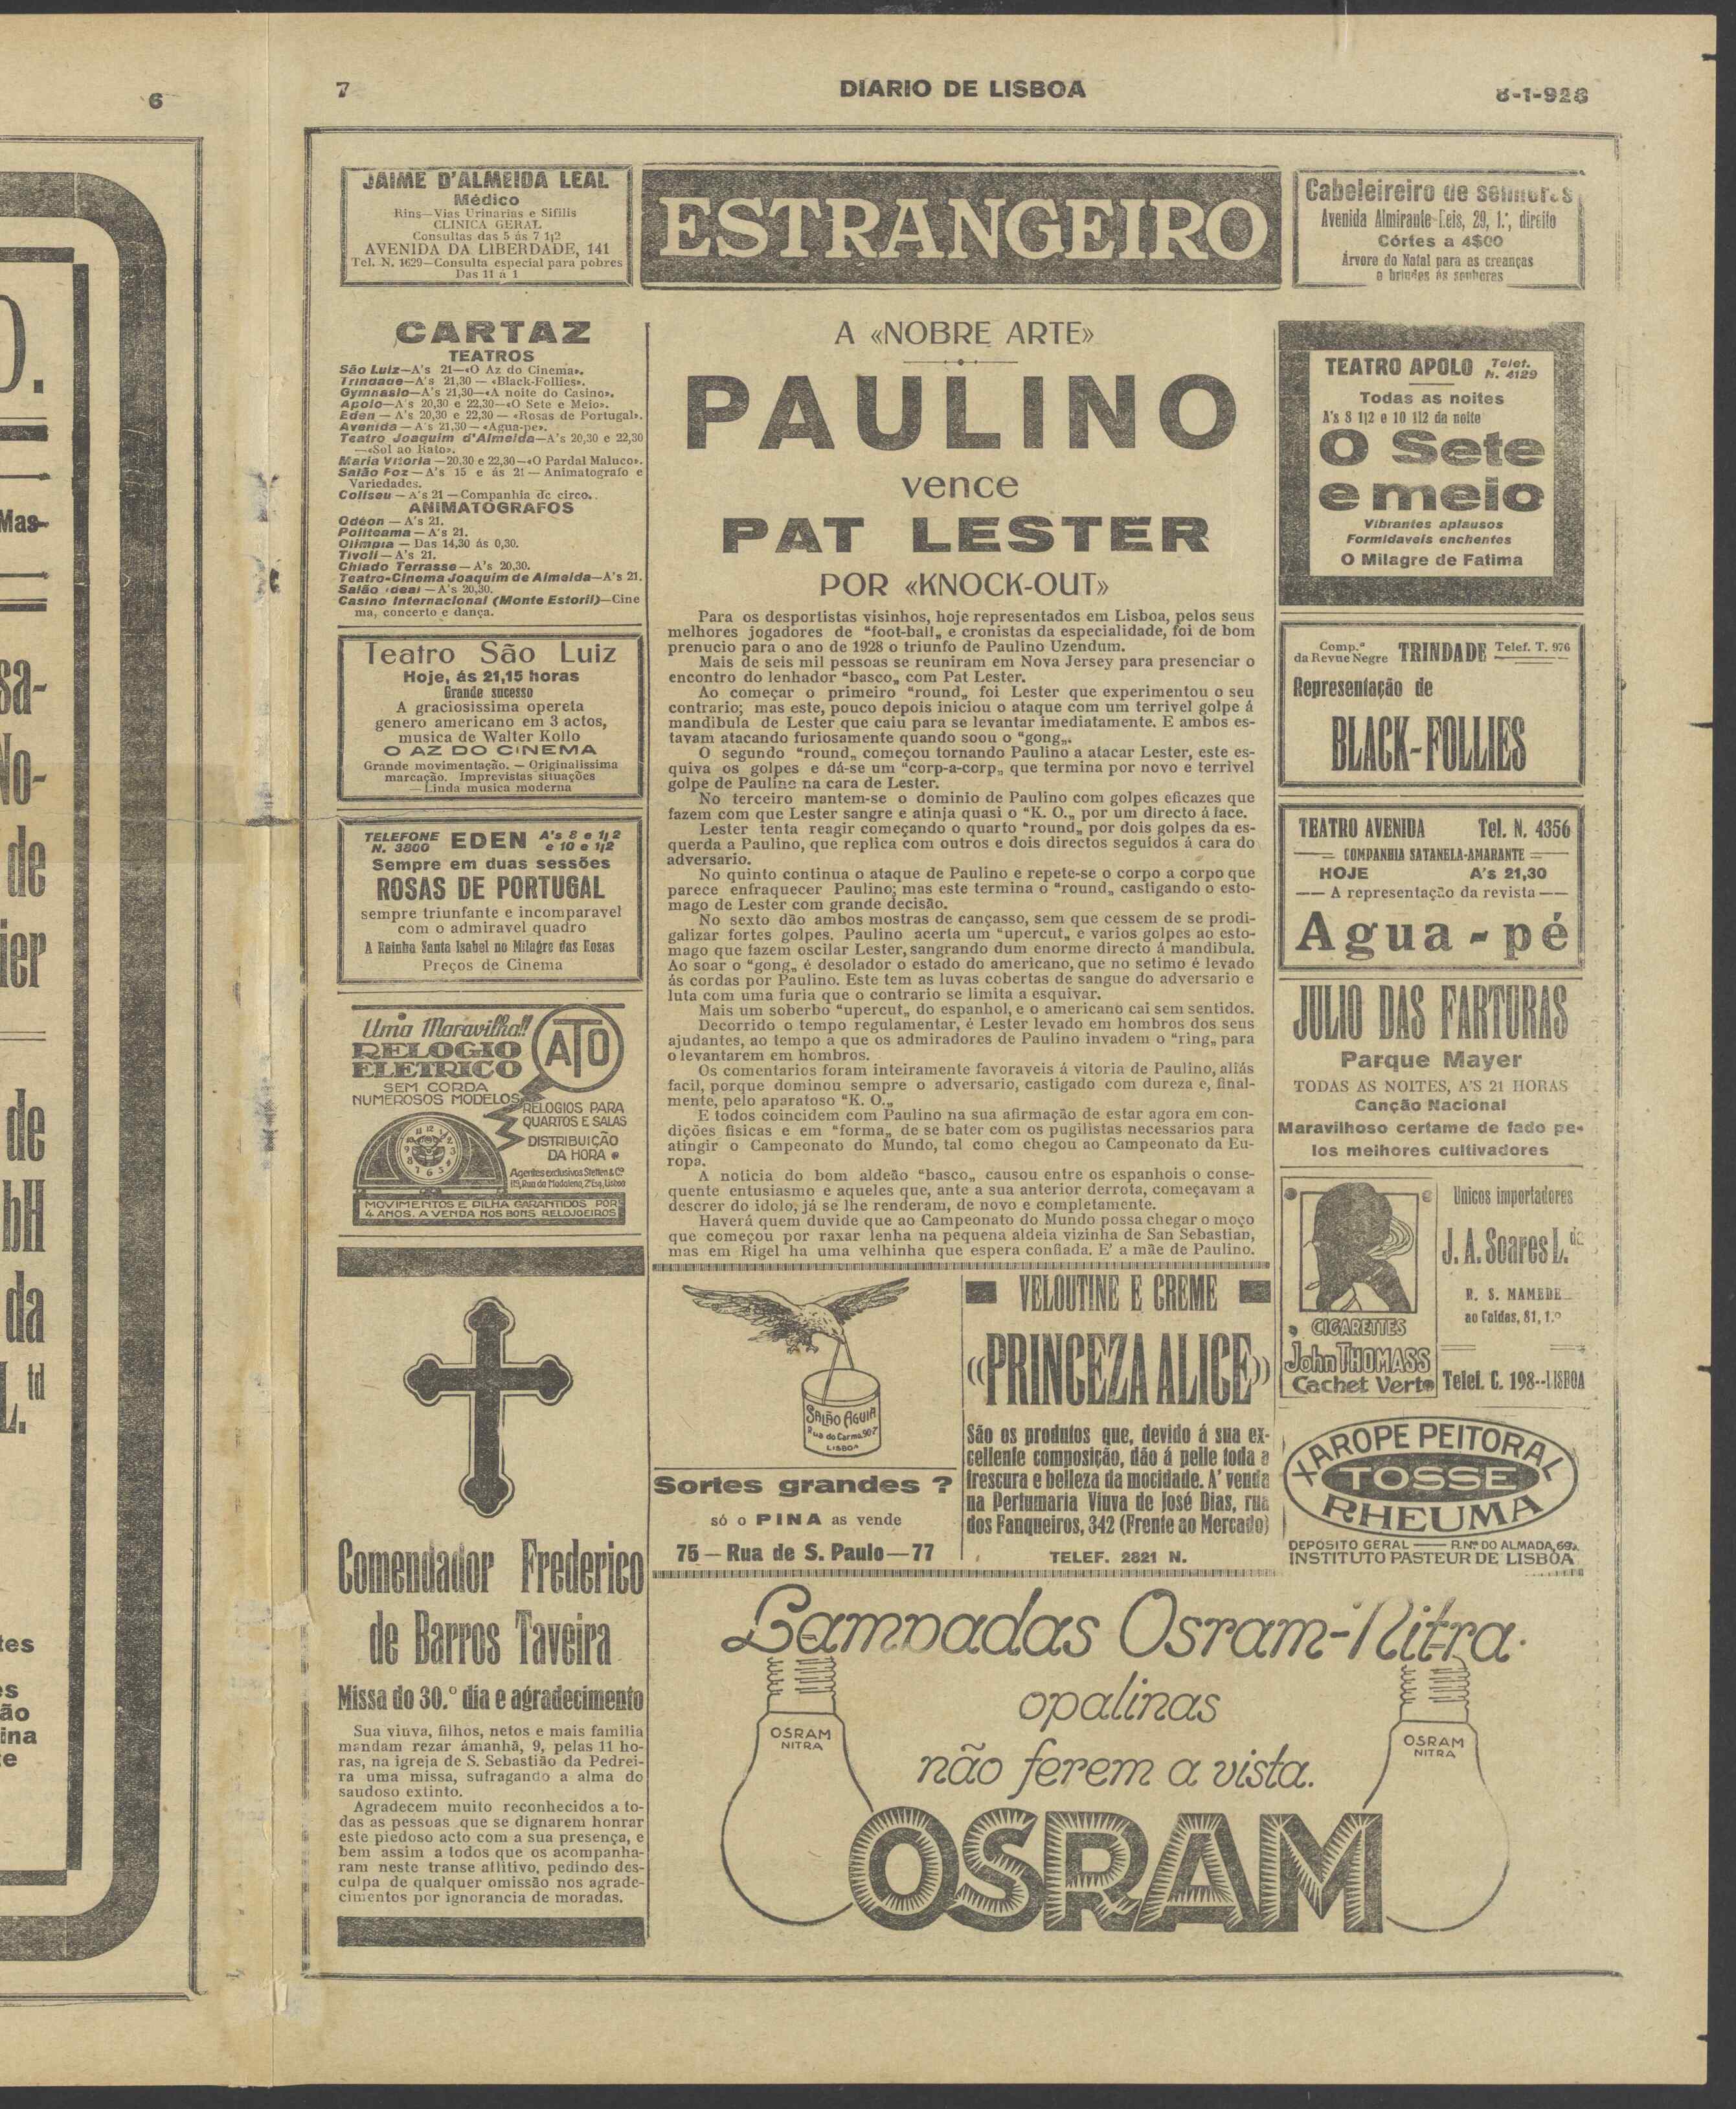 6
).
Mas-
sa-
No-
de
ier
de
bH
da
L.td
tes
es
ão
ina
te
7
DIARIO DE LISBOA
8-1-928
JAIME D'ALMEIDA LEAL
Médico
Rins—Vias Urinarias e Sifilis
CLINICA GERAL
Consultas das 5 ás 7 1|2
AVENIDA DA LIBERDADE, 141
Tel. N. 1629—Consulta especial para pobres
Das 11 á 1
ESTRANGEIRO
Cabeleireiro de senhoras
Avenida Almirante Reis, 29, 1.º, direito
Córtes a 4$00
Árvore do Natal para as creanças
e brindes ás senhoras
CARTAZ
TEATROS
São Luiz—A's 21—«O Az do Cinema».
Trindade—A's 21,30 — «Black-Follies».
Gymnasio—A's 21,30—«A noite do Casino».
Apolo—A's 20,30 e 22,30—«O Sete e Meio».
Eden — A's 20,30 e 22,30 — «Rosas de Portugal».
Avenida — A's 21,30 — «Agua-pe».
Teatro Joaquim d'Almeida—A's 20,30 e 22,30
—«Sol ao Rato».
Maria Vitoria —20,30 e 22,30—«O Pardal Maluco».
Salão Foz — A's 15 e ás 21 — Animatografo e
Variedades.
Coliseu — A's 21 — Companhia de circo.
ANIMATOGRAFOS
Odéon — A's 21.
Politeama — A's 21.
Olimpia — Das 14,30 ás 0,30.
Tivoli — A's 21.
Chiado Terrasse — A's 20,30.
Teatro-Cinema Joaquim de Almeida—A's 21.
Salão Ideal — A's 20,30.
Casino Internacional (Monte Estoril)—Cine
ma, concerto e dança.
Teatro São Luiz
Hoje, ás 21,15 horas
Grande sucesso
A graciosissima opereta
genero americano em 3 actos,
musica de Walter Kollo
O AZ DO CINEMA
Grande movimentação. — Originalissima
marcação. Imprevistas situações
— Linda musica moderna
TELEFONE N. 3800 EDEN A's 8 e 1|2 e 10 e 1|2
Sempre em duas sessões
ROSAS DE PORTUGAL
sempre triunfante e incomparavel
com o admiravel quadro
A Rainha Santa Isabel no Milagre das Rosas
Preços de Cinema
Uma Maravilha!!
RELOGIO
ELETRICO
ATO
SEM CORDA
NUMEROSOS MODELOS
RELOGIOS PARA
QUARTOS E SALAS
DISTRIBUIÇÃO
DA HORA
Agentes exclusivos Steffen & Cº
115, Rua da Madalena, 2º Esq., Lisboa
MOVIMENTOS E PILHA GARANTIDOS POR
4 ANOS. A VENDA NOS BONS RELOJOEIROS
Comendador Frederico
de Barros Taveira
Missa do 30.º dia e agradecimento
Sua viuva, filhos, netos e mais familia
mandam rezar ámanhã, 9, pelas 11 ho-
ras, na igreja de S. Sebastião da Pedrei-
ra uma missa, sufragando a alma do
saudoso extinto.
Agradecem muito reconhecidos a to-
das as pessoas que se dignarem honrar
este piedoso acto com a sua presença, e
bem assim a todos que os acompanha-
ram neste transe aflitivo, pedindo des-
culpa de qualquer omissão nos agrade-
cimentos por ignorancia de moradas.
A «NOBRE ARTE»
PAULINO
vence
PAT LESTER
POR «KNOCK-OUT»
Para os desportistas visinhos, hoje representados em Lisboa, pelos seus
melhores jogadores de "foot-ball„ e cronistas da especialidade, foi de bom
prenucio para o ano de 1928 o triunfo de Paulino Uzendum.
Mais de seis mil pessoas se reuniram em Nova Jersey para presenciar o
encontro do lenhador "basco„ com Pat Lester.
Ao começar o primeiro "round„ foi Lester que experimentou o seu
contrario; mas este, pouco depois iniciou o ataque com um terrivel golpe á
mandibula de Lester que caiu para se levantar imediatamente. E ambos es-
tavam atacando furiosamente quando soou o "gong„.
O segundo "round„ começou tornando Paulino a atacar Lester, este es-
quiva os golpes e dá-se um "corp-a-corp„ que termina por novo e terrivel
golpe de Paulino na cara de Lester.
No terceiro mantem-se o dominio de Paulino com golpes eficazes que
fazem com que Lester sangre e atinja quasi o "K. O.„ por um directo á face.
Lester tenta reagir começando o quarto "round„ por dois golpes da es-
querda a Paulino, que replica com outros e dois directos seguidos á cara do
adversario.
No quinto continua o ataque de Paulino e repete-se o corpo a corpo que
parece enfraquecer Paulino; mas este termina o "round„ castigando o esto-
mago de Lester com grande decisão.
No sexto dão ambos mostras de cançasso, sem que cessem de se prodi-
galizar fortes golpes. Paulino acerta um "upercut„ e varios golpes ao esto-
mago que fazem oscilar Lester, sangrando dum enorme directo á mandibula.
Ao soar o "gong„ é desolador o estado do americano, que no setimo é levado
ás cordas por Paulino. Este tem as luvas cobertas de sangue do adversario e
luta com uma furia que o contrario se limita a esquivar.
Mais um soberbo "upercut„ do espanhol, e o americano cai sem sentidos.
Decorrido o tempo regulamentar, é Lester levado em hombros dos seus
ajudantes, ao tempo a que os admiradores de Paulino invadem o "ring„ para
o levantarem em hombros.
Os comentarios foram inteiramente favoraveis á vitoria de Paulino, aliás
facil, porque dominou sempre o adversario, castigado com dureza e, final-
mente, pelo aparatoso "K. O.„
E todos coincidem com Paulino na sua afirmação de estar agora em con-
dições fisicas e em "forma„ de se bater com os pugilistas necessarios para
atingir o Campeonato do Mundo, tal como chegou ao Campeonato da Eu-
ropa.
A noticia do bom aldeão "basco„ causou entre os espanhois o conse-
quente entusiasmo e aqueles que, ante a sua anterior derrota, começavam a
descrer do idolo, já se lhe renderam, de novo e completamente.
Haverá quem duvide que ao Campeonato do Mundo possa chegar o moço
que começou por raxar lenha na pequena aldeia vizinha de San Sebastian,
mas em Rigel ha uma velhinha que espera confiada. E' a mãe de Paulino.
SALÃO AGUIA
Rua do Carmo, 907
LISBOA
Sortes grandes ?
só o PINA as vende
75 — Rua de S. Paulo — 77
VELOUTINE E CREME
«PRINCEZA ALICE»
São os produtos que, devido á sua ex-
cellente composição, dão á pelle toda a
frescura e belleza da mocidade. A' venda
na Perfumaria Viuva de José Dias, rua
dos Fanqueiros, 342 (Frente ao Mercado)
TELEF. 2821 N.
TEATRO APOLO Telef. N. 4129
Todas as noites
A's 8 1|2 e 10 1|2 da noite
O Sete
e meio
Vibrantes aplausos
Formidaveis enchentes
O Milagre de Fatima
Comp.ª da Revue Negre TRINDADE Telef. T. 976
Representação de
BLACK-FOLLIES
TEATRO AVENIDA Tel. N. 4356
COMPANHIA SATANELA-AMARANTE
HOJE A's 21,30
— A representação da revista —
Agua-pé
JULIO DAS FARTURAS
Parque Mayer
TODAS AS NOITES, A'S 21 HORAS
Canção Nacional
Maravilhoso certame de fado pe-
los melhores cultivadores
CIGARETTES
John THOMASS
Cachet Verte
Unicos importadores
J. A. Soares L.da
R. S. MAMEDE
ao Caldas, 81, 1.º
Telef. C. 198--LISBOA
XAROPE PEITORAL
TOSSE
RHEUMA
DEPOSITO GERAL — R. Nª DO ALMADA, 69
INSTITUTO PASTEUR DE LISBÔA
Lampadas Osram-Nitra
opalinas
não ferem a vista.
OSRAM
NITRA
OSRAM
NITRA
OSRAM